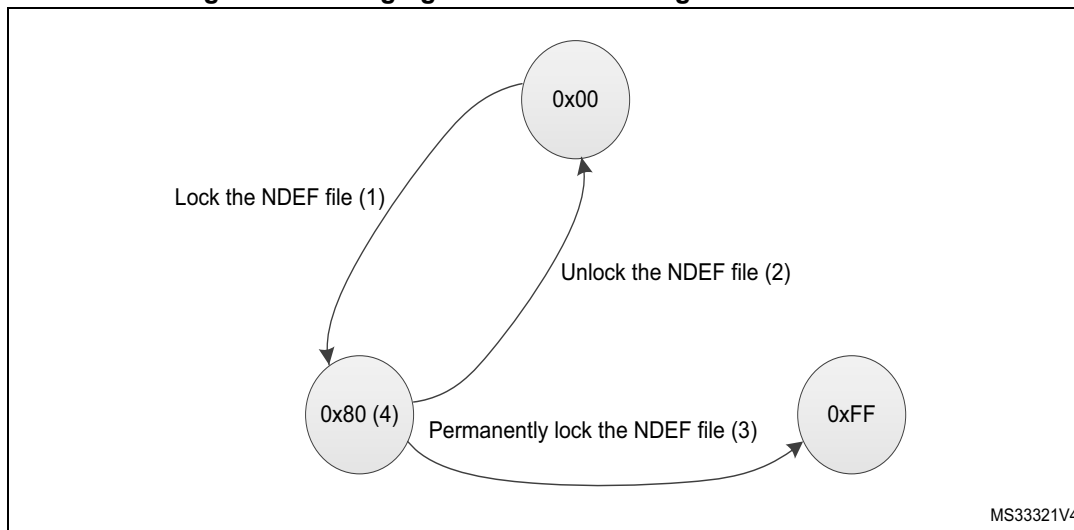 0x00
Lock the NDEF file (1)
Unlock the NDEF file (2)
0x80 (4)
Permanently lock the NDEF file (3)
0xFF
MS33321V4